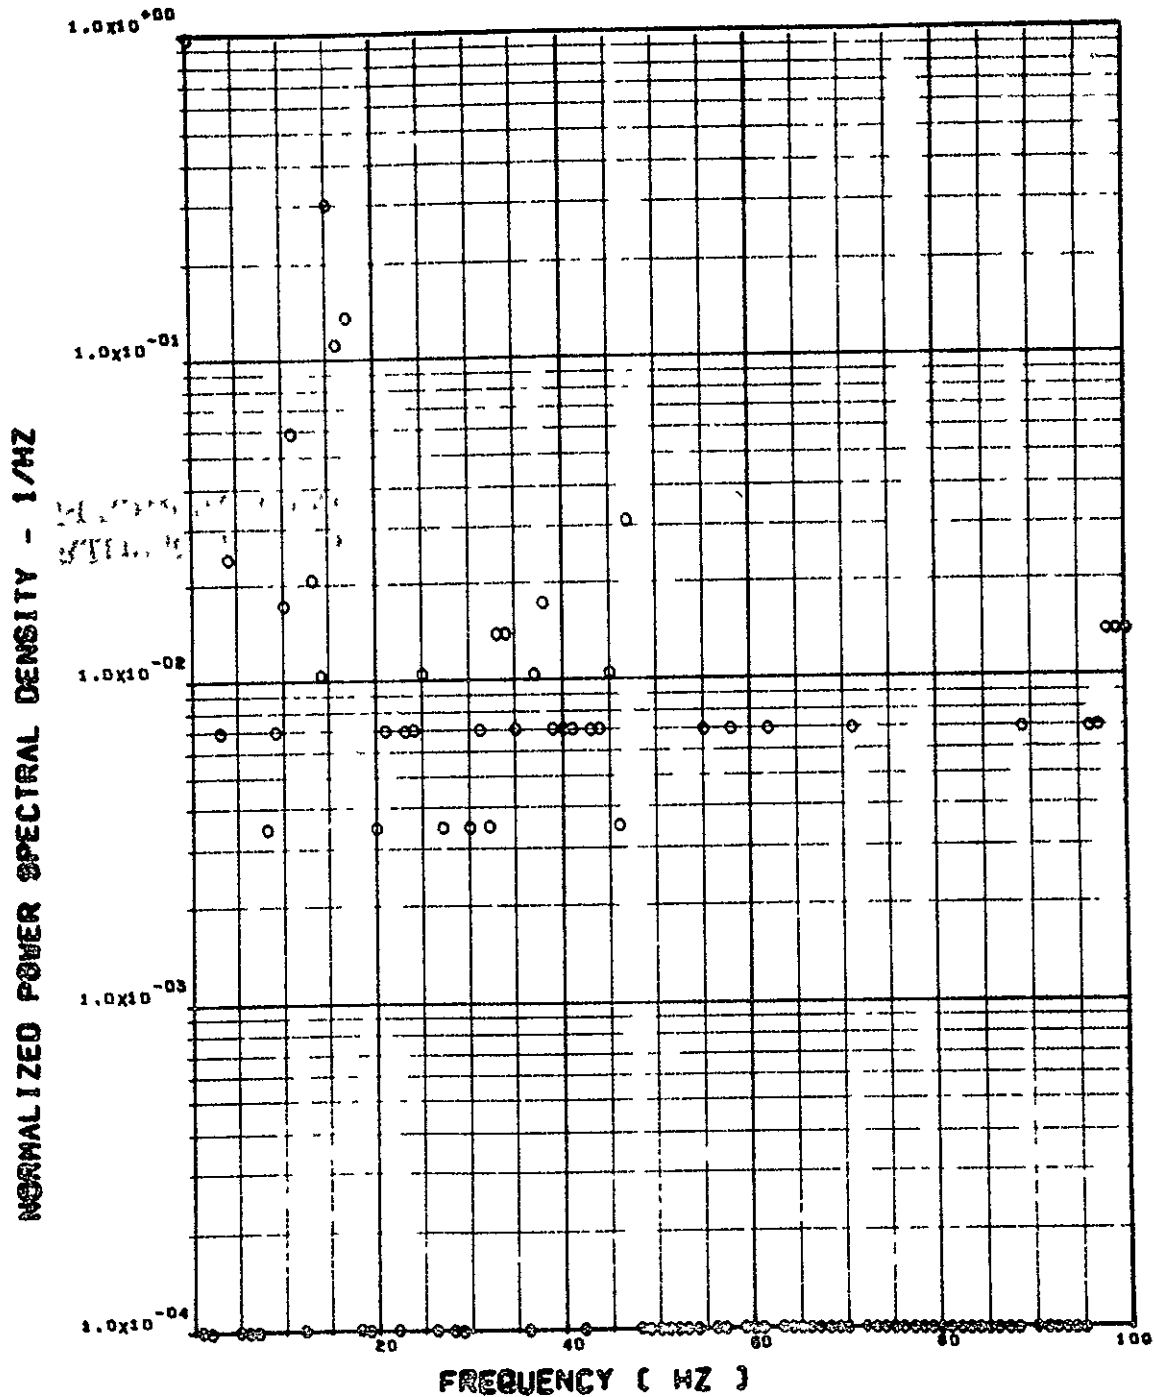 1.0X10+00
1.0X10-01
1.0X10-02
1.0X10-03
1.0X10-04
NORMALIZED POWER SPECTRAL DENSITY - 1/HZ
20 40 60 80 100
FREQUENCY ( HZ )